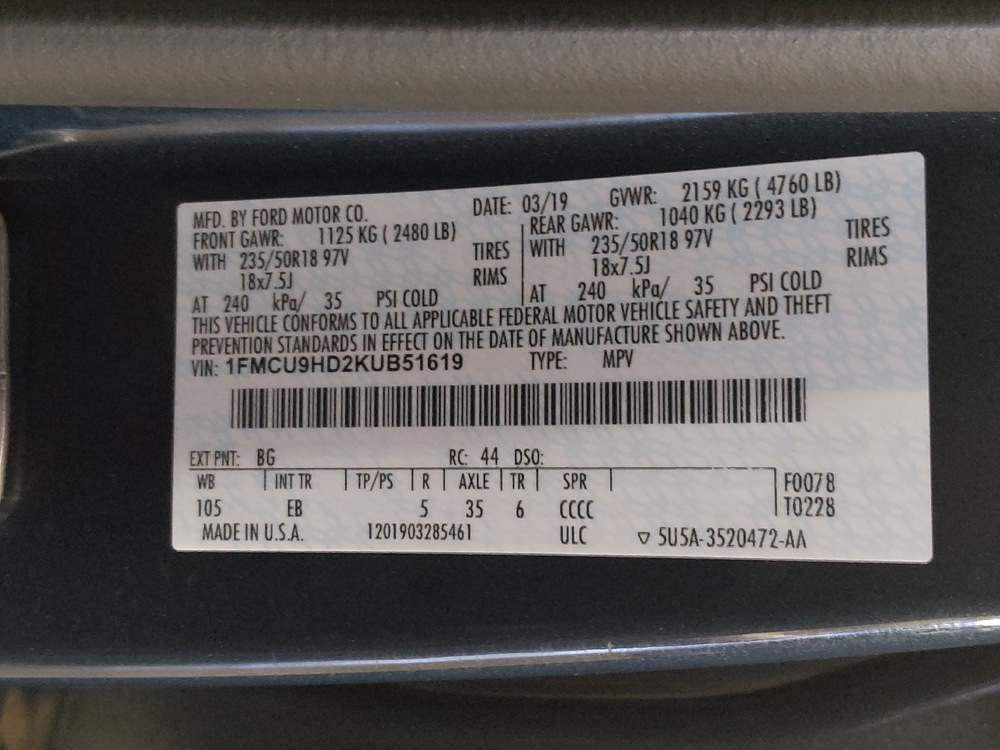 MFD. BY FORD MOTOR CO. DATE: 03/19 GVWR: 2159 KG ( 4760 LB)
FRONT GAWR: 1125 KG ( 2480 LB) REAR GAWR: 1040 KG ( 2293 LB)
WITH 235/50R18 97V TIRES WITH 235/50R18 97V TIRES
18x7.5J RIMS 18x7.5J RIMS
AT 240 kPa/ 35 PSI COLD AT 240 kPa/ 35 PSI COLD
THIS VEHICLE CONFORMS TO ALL APPLICABLE FEDERAL MOTOR VEHICLE SAFETY AND THEFT
PREVENTION STANDARDS IN EFFECT ON THE DATE OF MANUFACTURE SHOWN ABOVE.
VIN: 1FMCU9HD2KUB51619 TYPE: MPV
EXT PNT: BG RC: 44 DSO:
WB INT TR TP/PS R AXLE TR SPR F0078
105 EB 5 35 6 CCCC T0228
MADE IN U.S.A. 1201903285461 ULC ▽ 5U5A-3520472-AA